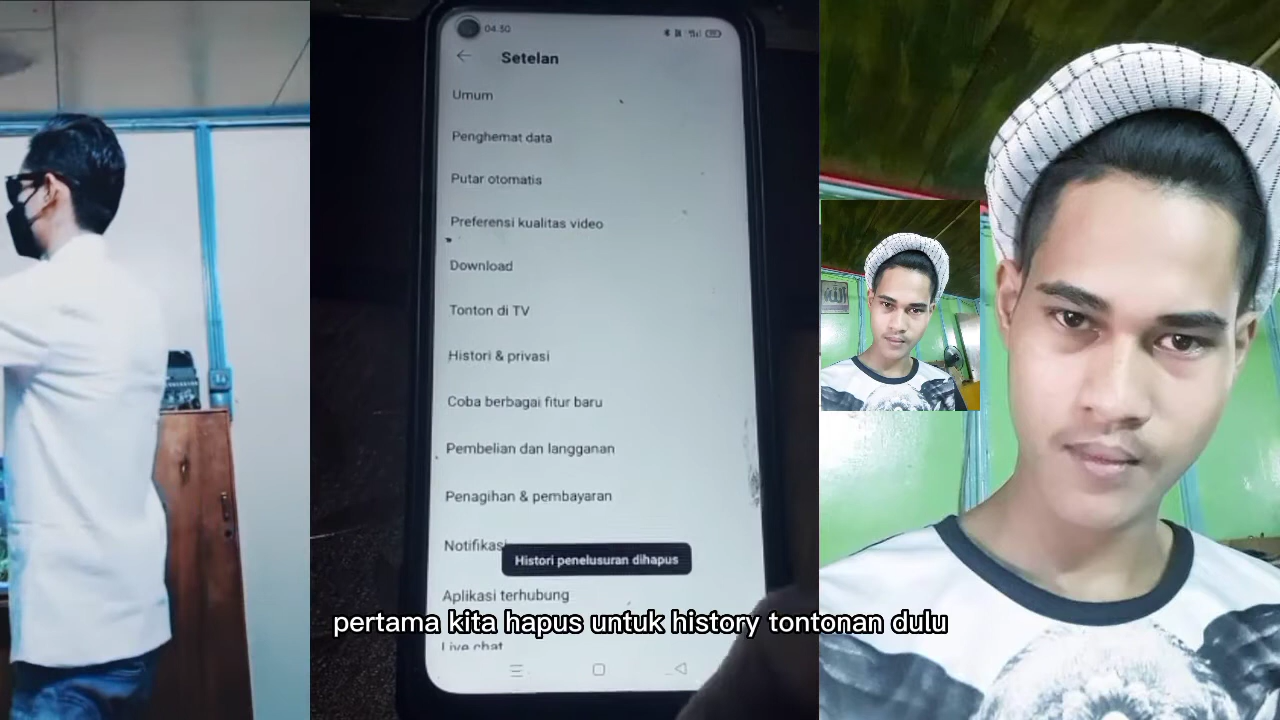 04.50
Setelan
Umum
Penghemat data
Putar otomatis
Preferensi kualitas video
Download
Tonton di TV
Histori & privasi
Coba berbagai fitur baru
Pembelian dan langganan
Penagihan & pembayaran
Notifikasi
Histori penelusuran dihapus
Aplikasi terhubung
pertama kita hapus untuk history tontonan dulu
Live chat